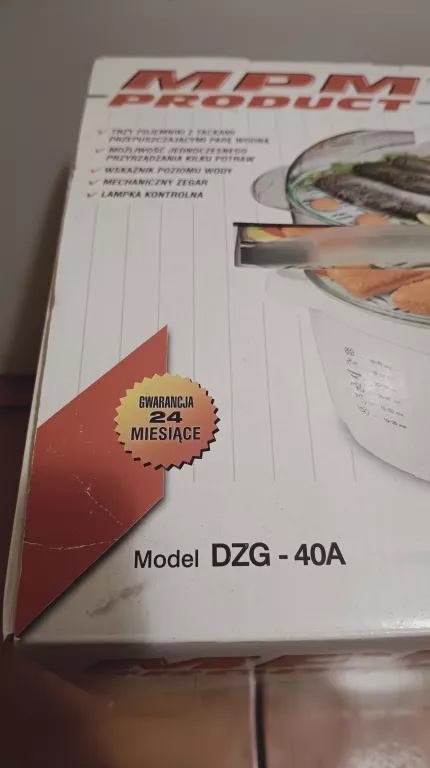 MPM
PRODUCT
TRZY POJEMNIKI Z TACKAMI
PRZEPUSZCZAJĄCYMI PARĘ WODNĄ
MOŻLIWOŚĆ JEDNOCZESNEGO
PRZYRZĄDZANIA KILKU POTRAW
WSKAŹNIK POZIOMU WODY
MECHANICZNY ZEGAR
LAMPKA KONTROLNA
GWARANCJA
24
MIESIĄCE
Model DZG - 40A